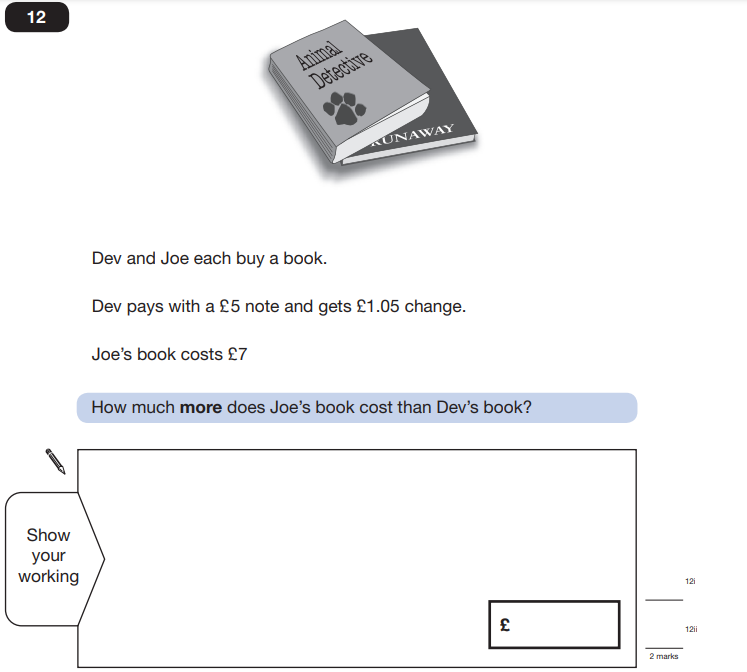 12
Animal
Detective
RUNAWAY
Dev and Joe each buy a book.
Dev pays with a £5 note and gets £1.05 change.
Joe’s book costs £7
How much more does Joe’s book cost than Dev’s book?
Show
your
working
£
12i
12ii
2 marks